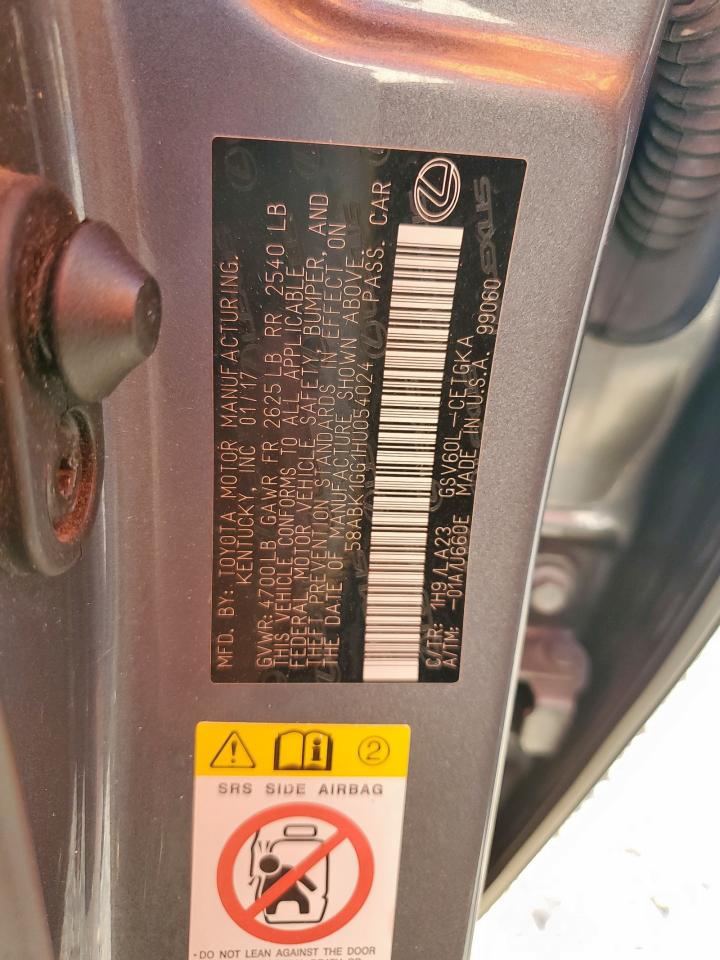 MFD. BY: TOYOTA MOTOR MANUFACTURING.
KENTUCKY, INC 01/17
GVWR: 4700 LB GAWR FR 2625 LB RR 2540 LB
THIS VEHICLE CONFORMS TO ALL APPLICABLE
FEDERAL MOTOR VEHICLE SAFETY, BUMPER, AND
THEFT PREVENTION STANDARDS IN EFFECT ON
THE DATE OF MANUFACTURE SHOWN ABOVE.
58ABK1GG1HU054024 PASS. CAR
C/TR: 1H9/LA23 GSV60L-CETGKA
A/TM: -01A/U660E MADE IN U.S.A. 99060
LEXUS
2
SRS SIDE AIRBAG
·DO NOT LEAN AGAINST THE DOOR